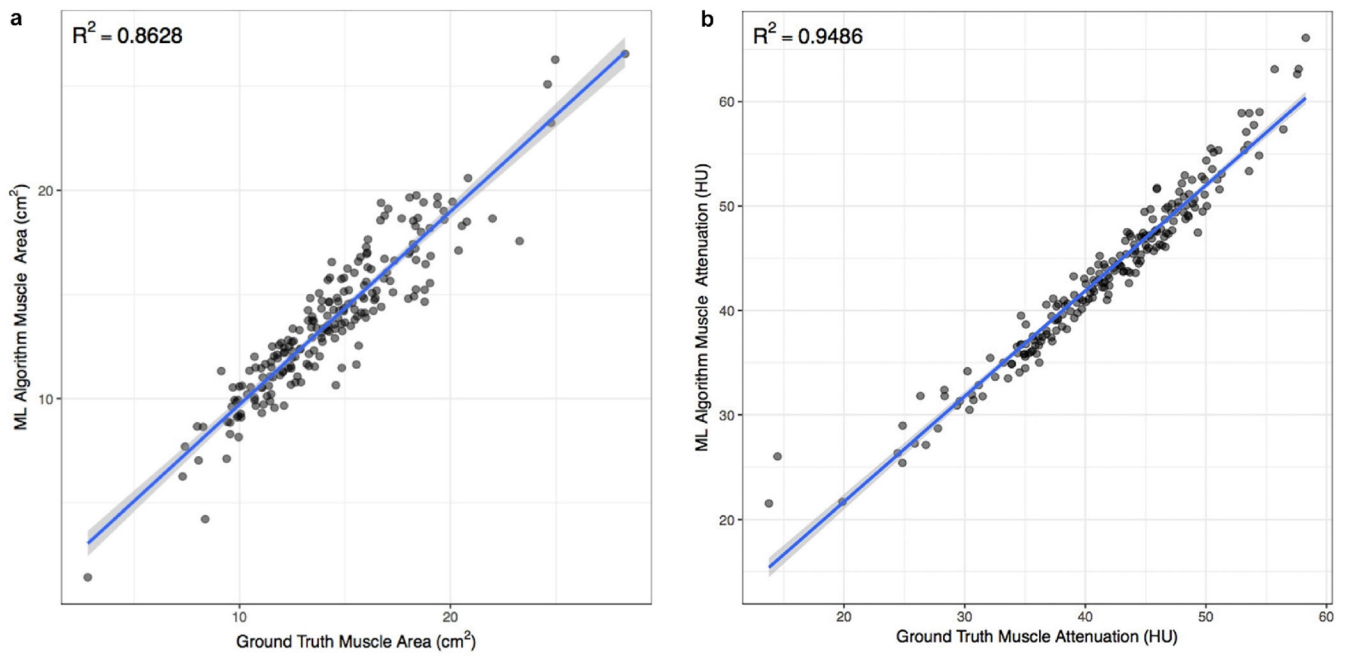 a
R² = 0.8628
ML Algorithm Muscle Area (cm²)
20
10
10 20
Ground Truth Muscle Area (cm²)
b
R² = 0.9486
ML Algorithm Muscle Attenuation (HU)
60
50
40
30
20
20 30 40 50 60
Ground Truth Muscle Attenuation (HU)